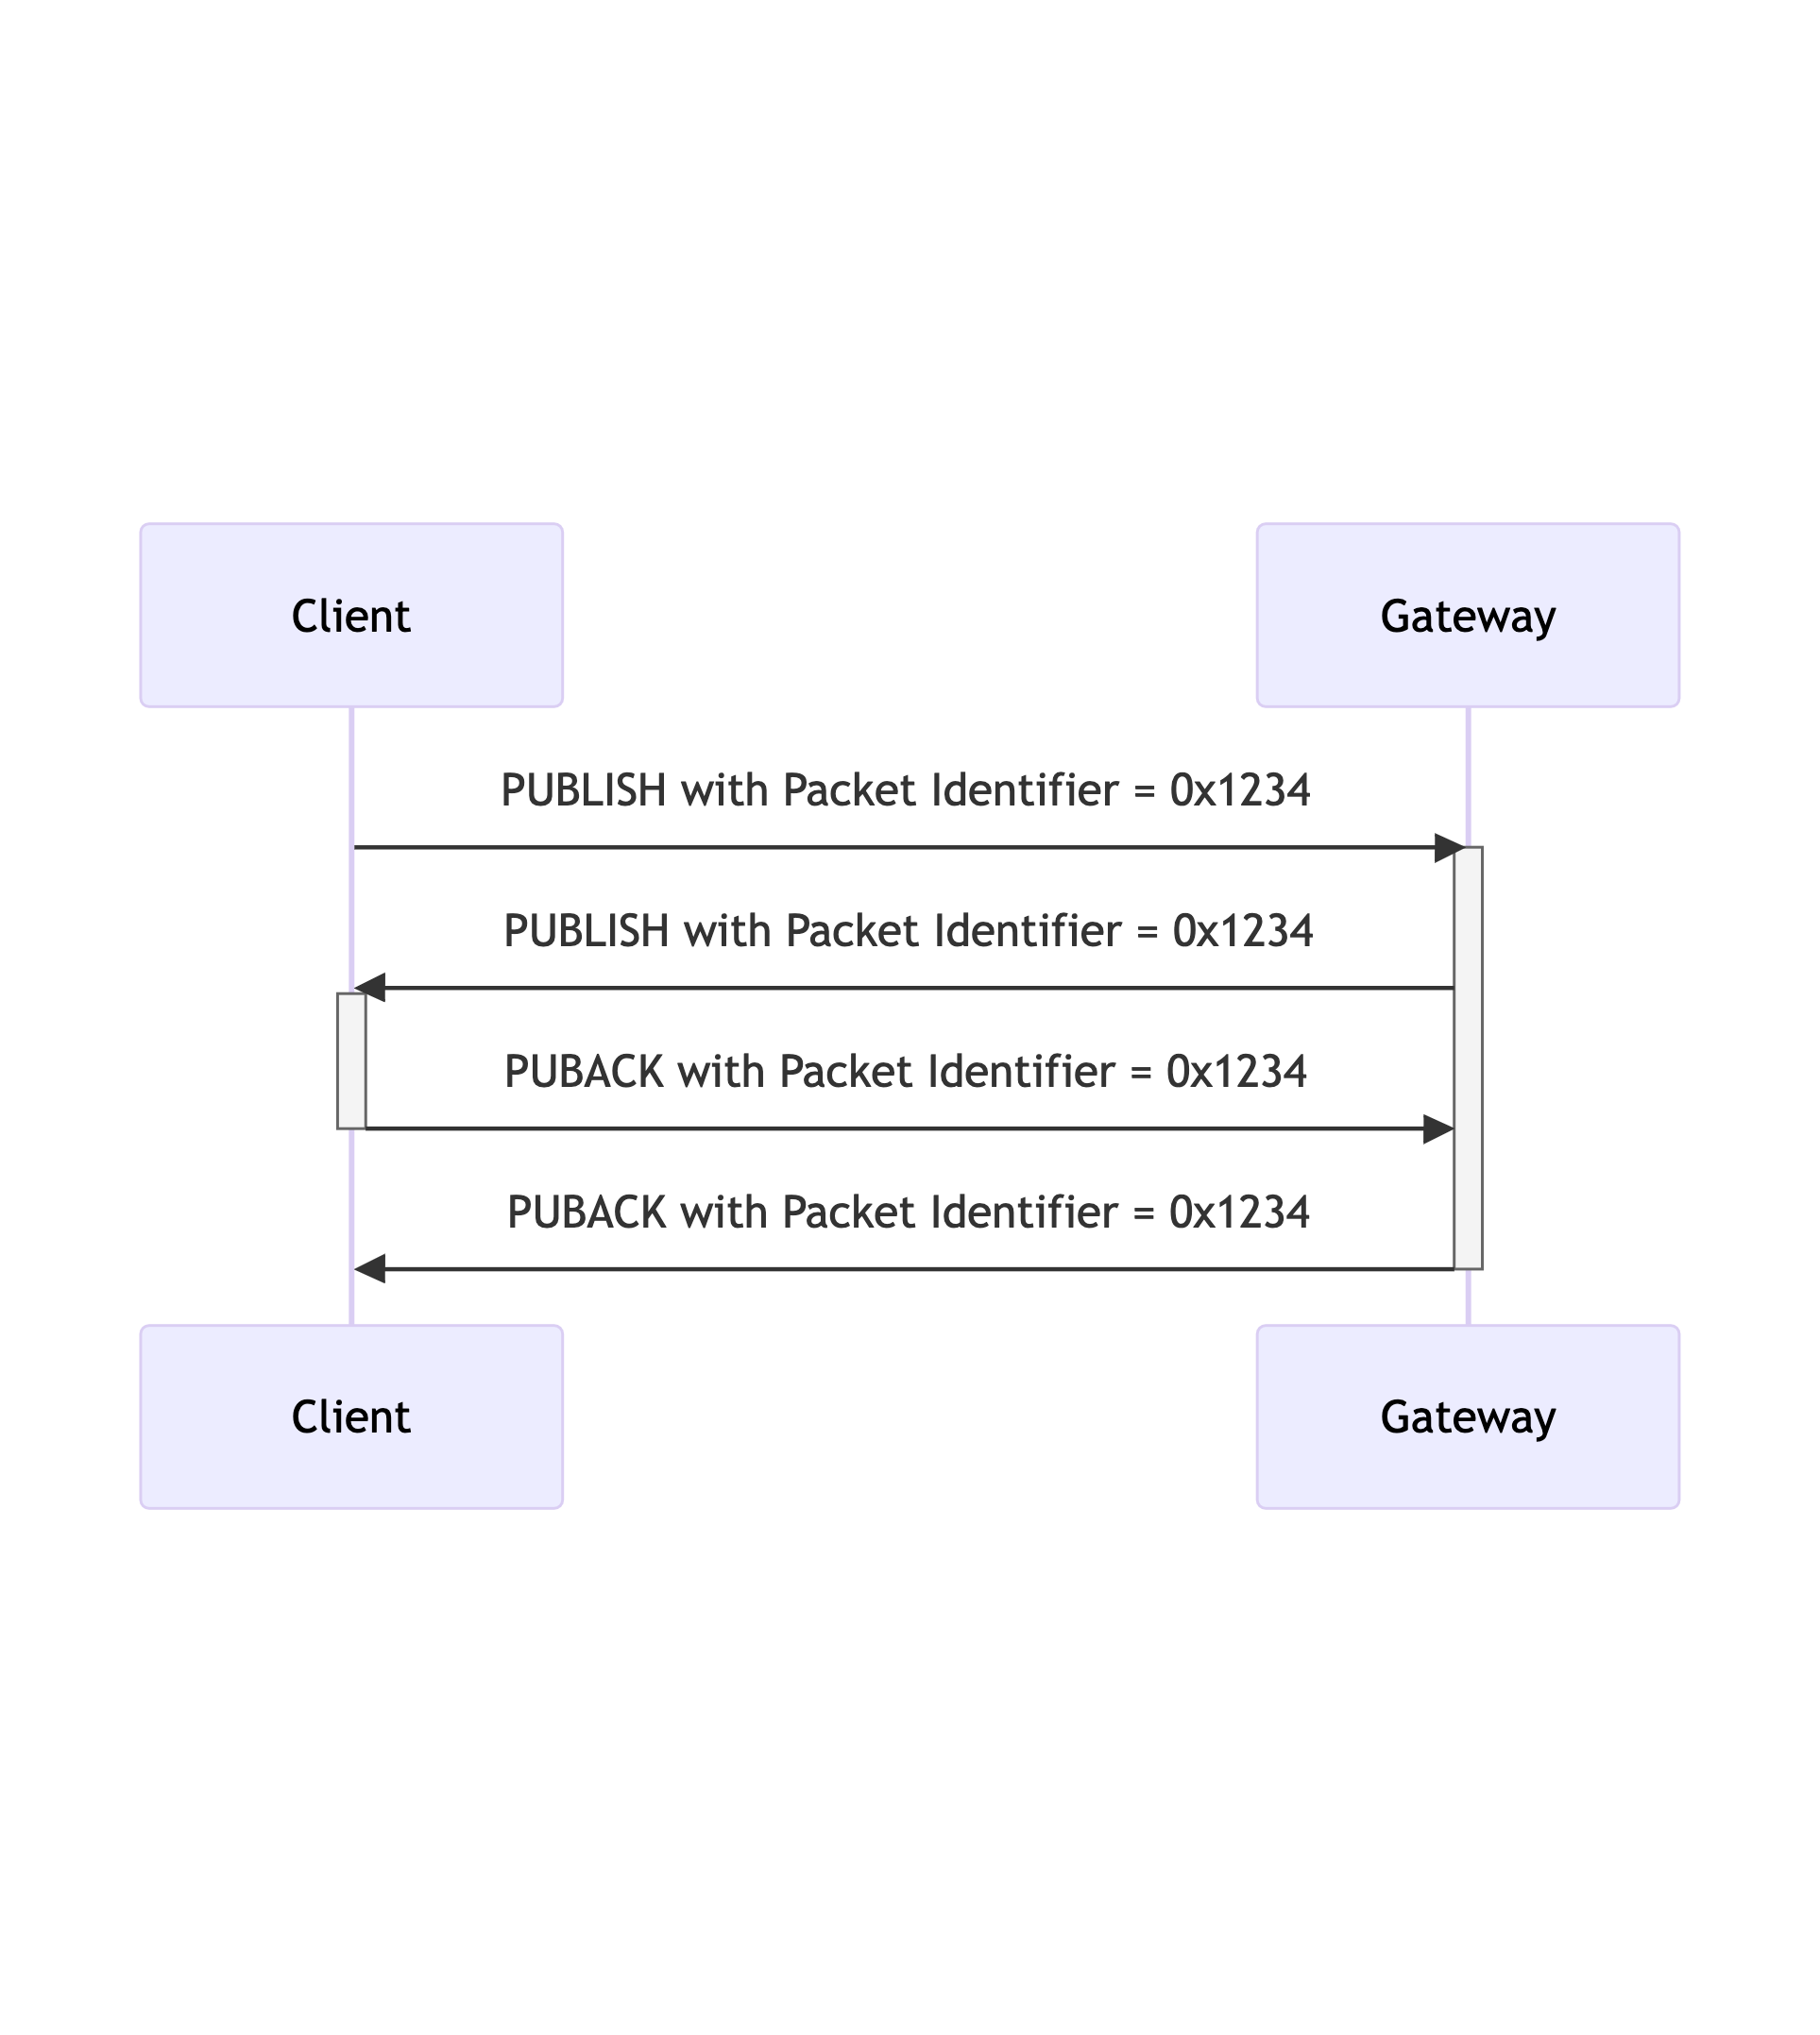 Client
Gateway
PUBLISH with Packet Identifier = 0x1234
PUBLISH with Packet Identifier = 0x1234
PUBACK with Packet Identifier = 0x1234
PUBACK with Packet Identifier = 0x1234
Client
Gateway